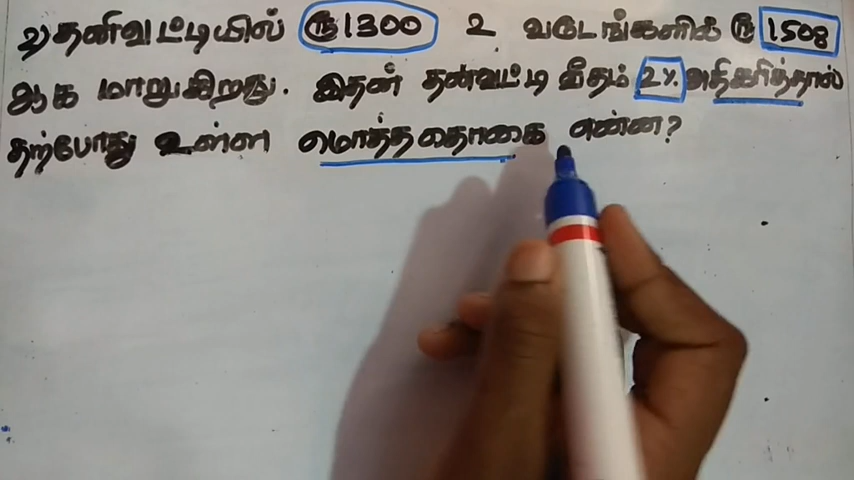 2) தனிவட்டியில் ரூ1300 2 வருடங்களில் ரூ 1508
ஆக மாறுகிறது. இதன் தனிவட்டி வீதம் 2% அதிகரித்தால்
தற்போது உள்ள மொத்த தொகை என்ன?